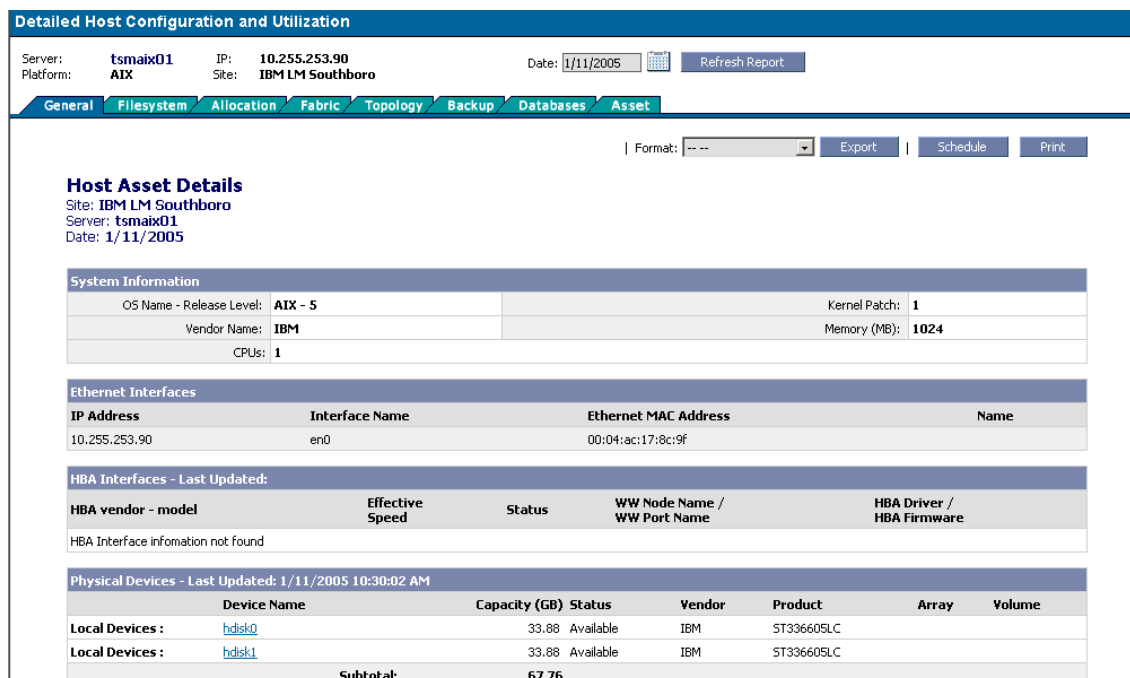 Detailed Host Configuration and Utilization
Server: tsmaix01 IP: 10.255.253.90 Date: 1/11/2005 Refresh Report
Platform: AIX Site: IBM LM Southboro
General Filesystem Allocation Fabric Topology Backup Databases Asset
| Format: -- -- Export | Schedule Print
Host Asset Details
Site: IBM LM Southboro
Server: tsmaix01
Date: 1/11/2005
System Information
OS Name - Release Level: AIX - 5 Kernel Patch: 1
Vendor Name: IBM Memory (MB): 1024
CPUs: 1
Ethernet Interfaces
IP Address Interface Name Ethernet MAC Address Name
10.255.253.90 en0 00:04:ac:17:8c:9f
HBA Interfaces - Last Updated:
HBA vendor - model Effective Speed Status WW Node Name / WW Port Name HBA Driver / HBA Firmware
HBA Interface infomation not found
Physical Devices - Last Updated: 1/11/2005 10:30:02 AM
Device Name Capacity (GB) Status Vendor Product Array Volume
Local Devices : hdisk0 33.88 Available IBM ST336605LC
Local Devices : hdisk1 33.88 Available IBM ST336605LC
Subtotal: 67.76